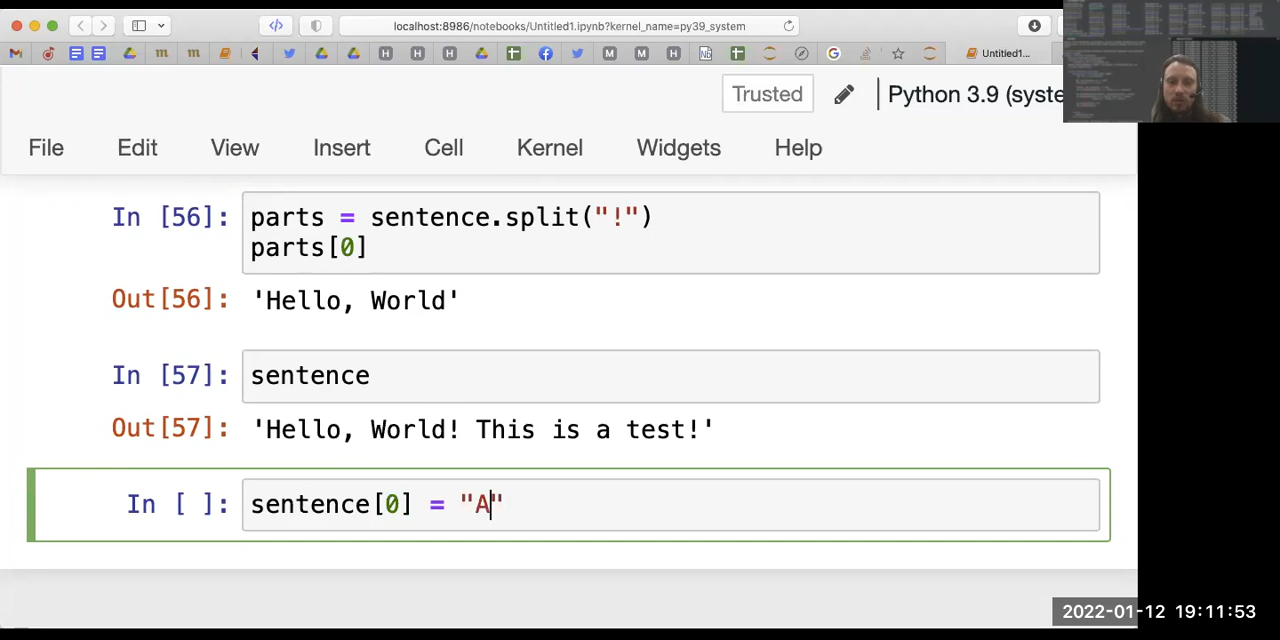 localhost:8986/notebooks/Untitled1.ipynb?kernel_name=py39_system
Untitled1...
Trusted
Python 3.9 (syste
File Edit View Insert Cell Kernel Widgets Help
In [56]: parts = sentence.split("!")
parts[0]
Out[56]: 'Hello, World'
In [57]: sentence
Out[57]: 'Hello, World! This is a test!'
In [ ]: sentence[0] = "A"
2022-01-12 19:11:53